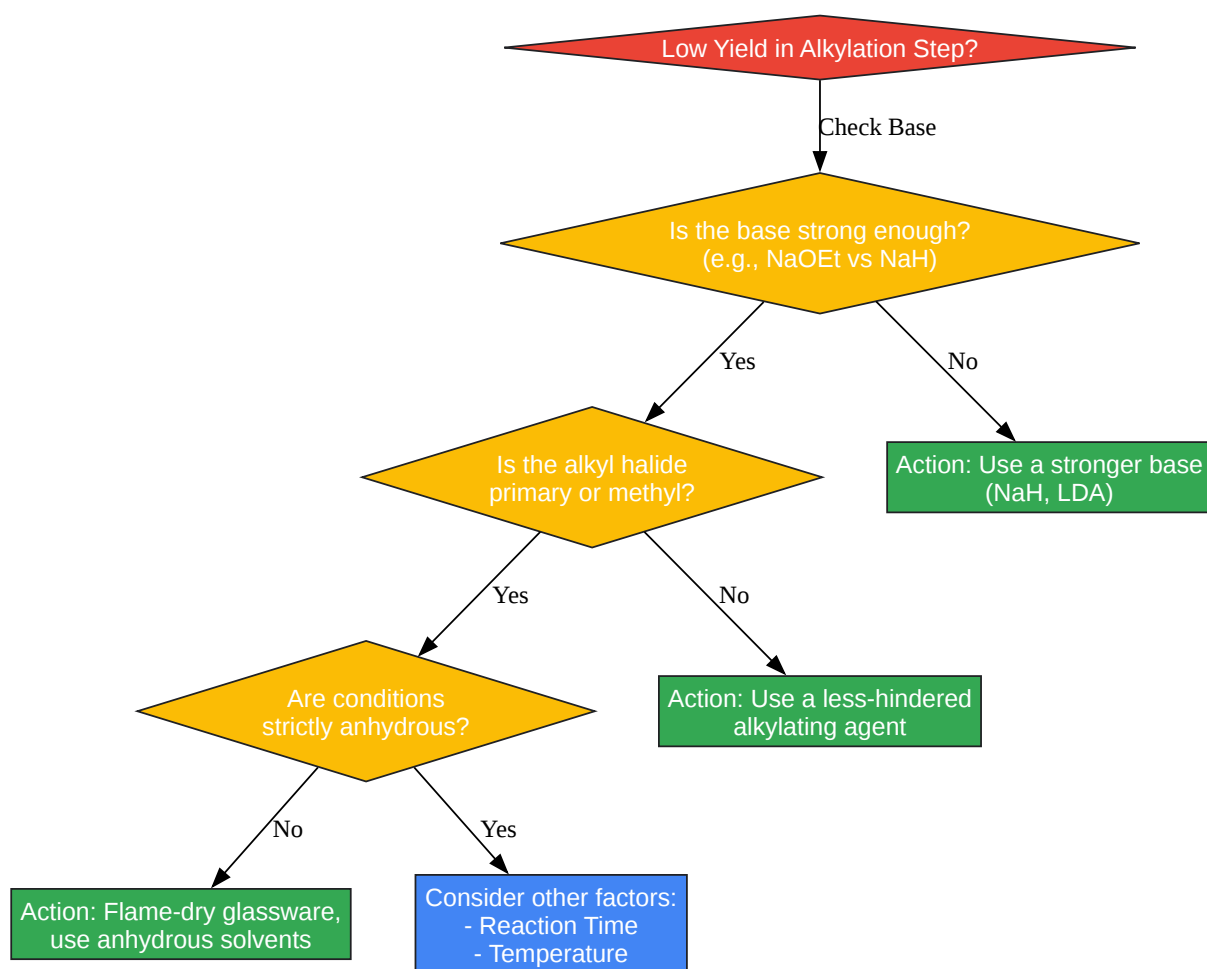 Low Yield in Alkylation Step?
Check Base
Is the base strong enough?
(e.g., NaOEt vs NaH)
Yes
No
Is the alkyl halide
primary or methyl?
Action: Use a stronger base
(NaH, LDA)
Yes
No
Are conditions
strictly anhydrous?
Action: Use a less-hindered
alkylating agent
No
Yes
Action: Flame-dry glassware,
use anhydrous solvents
Consider other factors:
- Reaction Time
- Temperature